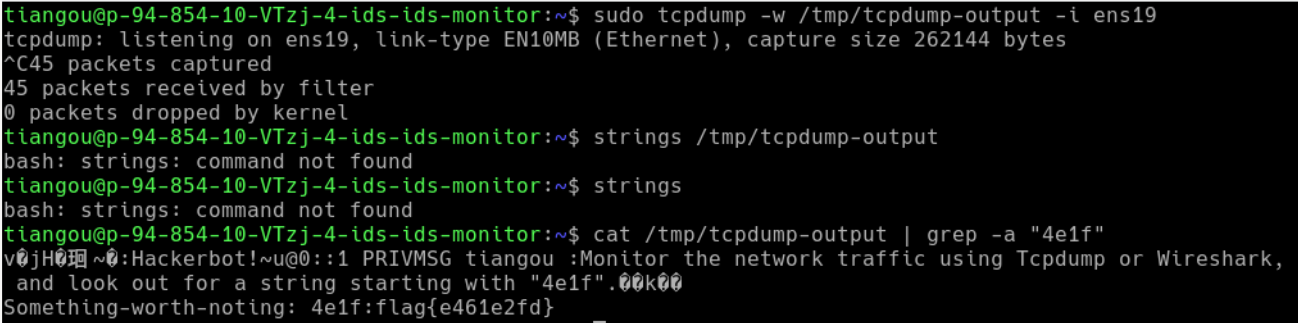 tiangou@p-94-854-10-VTzj-4-ids-ids-monitor:~$ sudo tcpdump -w /tmp/tcpdump-output -i ens19
tcpdump: listening on ens19, link-type EN10MB (Ethernet), capture size 262144 bytes
^C45 packets captured
45 packets received by filter
0 packets dropped by kernel
tiangou@p-94-854-10-VTzj-4-ids-ids-monitor:~$ strings /tmp/tcpdump-output
bash: strings: command not found
tiangou@p-94-854-10-VTzj-4-ids-ids-monitor:~$ strings
bash: strings: command not found
tiangou@p-94-854-10-VTzj-4-ids-ids-monitor:~$ cat /tmp/tcpdump-output | grep -a "4e1f"
v�jH� ~�:Hackerbot!~u@0::1 PRIVMSG tiangou :Monitor the network traffic using Tcpdump or Wireshark,
 and look out for a string starting with "4e1f".��k��
Something-worth-noting: 4e1f:flag{e461e2fd}